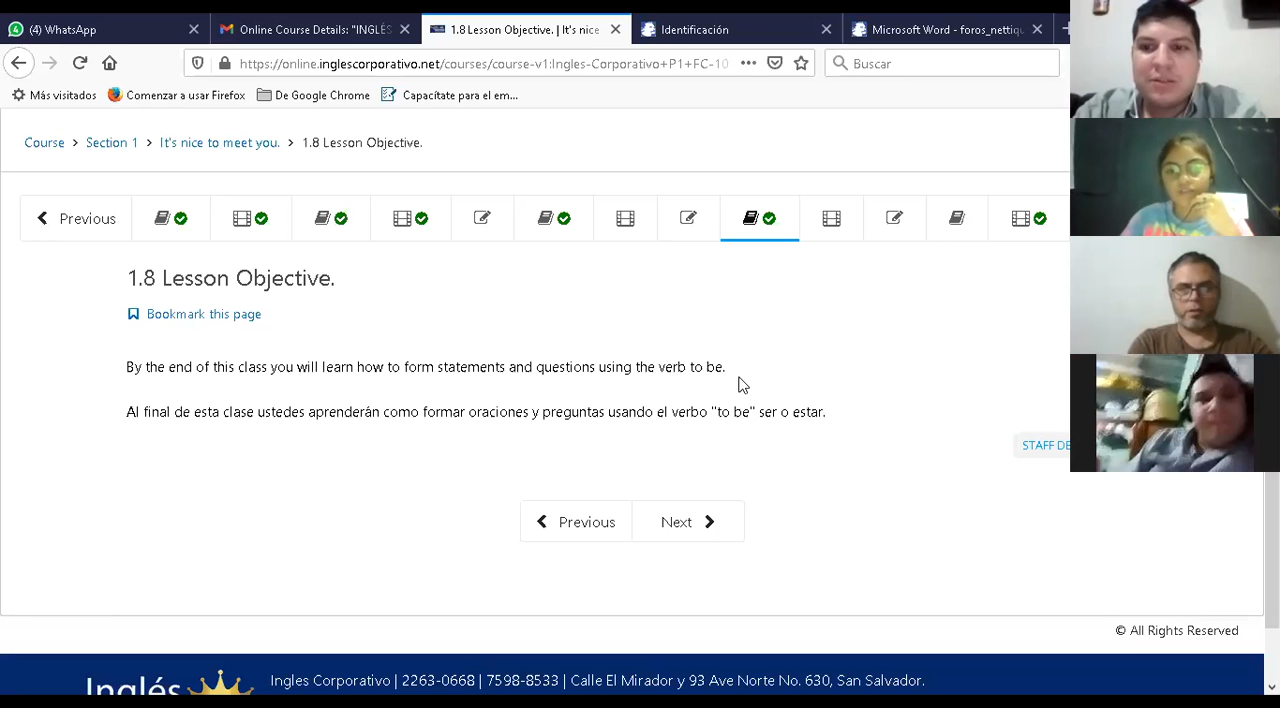 (4) WhatsApp
Online Course Details: "INGLÉS
1.8 Lesson Objective. | It's nice
Identificación
Microsoft Word - foros_nettiqu
https://online.inglescorporativo.net/courses/course-v1:Ingles-Corporativo+P1+FC-10
Buscar
Más visitados
Comenzar a usar Firefox
De Google Chrome
Capacítate para el em...
Course > Section 1 > It's nice to meet you. > 1.8 Lesson Objective.
Previous
1.8 Lesson Objective.
Bookmark this page
By the end of this class you will learn how to form statements and questions using the verb to be.
Al final de esta clase ustedes aprenderán como formar oraciones y preguntas usando el verbo "to be" ser o estar.
STAFF DE
Previous
Next
© All Rights Reserved
Inglés
Ingles Corporativo | 2263-0668 | 7598-8533 | Calle El Mirador y 93 Ave Norte No. 630, San Salvador.